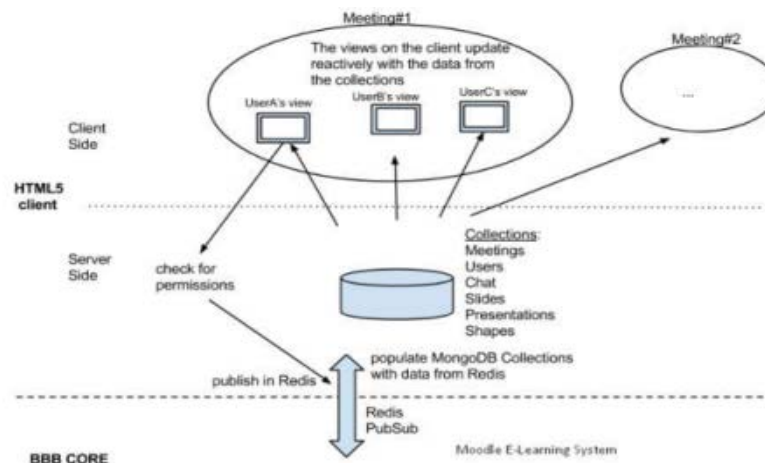 Meeting#1
The views on the client update
reactively with the data from
the collections
UserA's view
UserB's view
UserC's view
Meeting#2
...
Client
Side
HTML5
client
Server
Side
check for
permissions
Collections:
Meetings
Users
Chat
Slides
Presentations
Shapes
populate MongoDB Collections
with data from Redis
publish in Redis
Redis
PubSub
Moodle E-Learning System
BBB CORE